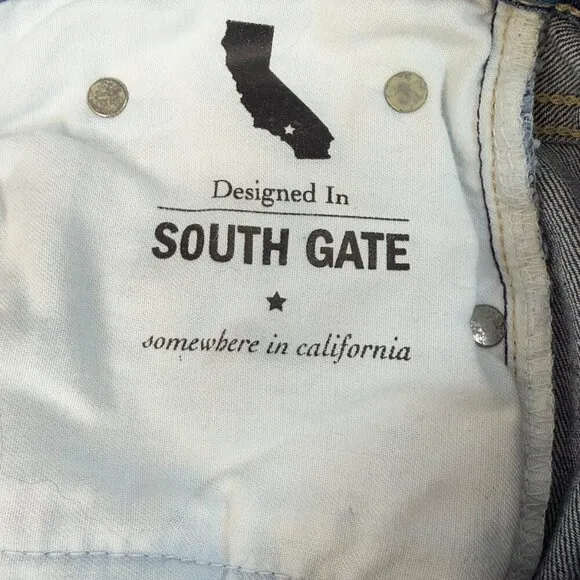 Designed In
SOUTH GATE
somewhere in california